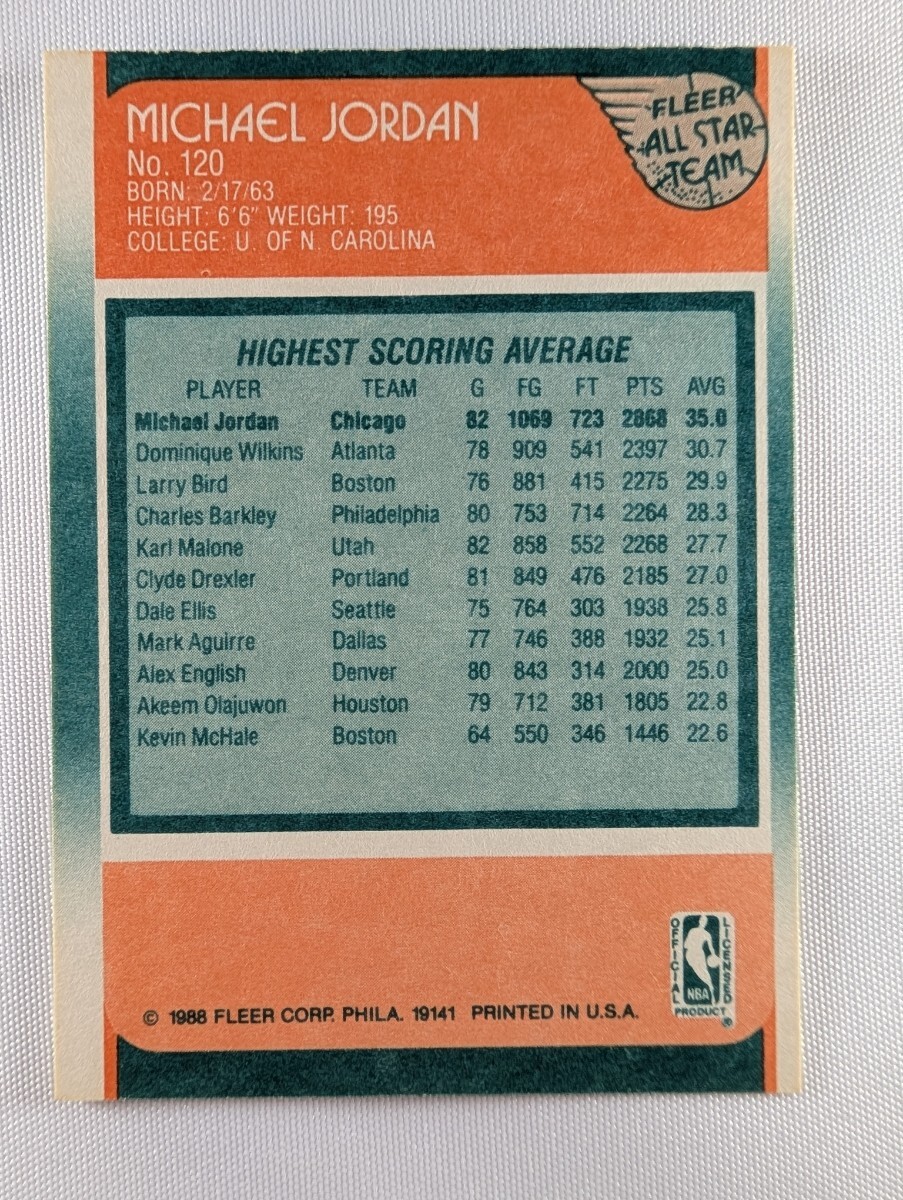 MICHAEL JORDAN
No. 120
BORN: 2/17/63
HEIGHT: 6'6" WEIGHT: 195
COLLEGE: U. OF N. CAROLINA
FLEER
ALL STAR
TEAM
HIGHEST SCORING AVERAGE
PLAYER TEAM G FG FT PTS AVG
Michael Jordan Chicago 82 1069 723 2868 35.0
Dominique Wilkins Atlanta 78 909 541 2397 30.7
Larry Bird Boston 76 881 415 2275 29.9
Charles Barkley Philadelphia 80 753 714 2264 28.3
Karl Malone Utah 82 858 552 2268 27.7
Clyde Drexler Portland 81 849 476 2185 27.0
Dale Ellis Seattle 75 764 303 1938 25.8
Mark Aguirre Dallas 77 746 388 1932 25.1
Alex English Denver 80 843 314 2000 25.0
Akeem Olajuwon Houston 79 712 381 1805 22.8
Kevin McHale Boston 64 550 346 1446 22.6
OFFICIAL
LICENSED
NBA
PRODUCT ®
© 1988 FLEER CORP. PHILA. 19141 PRINTED IN U.S.A.